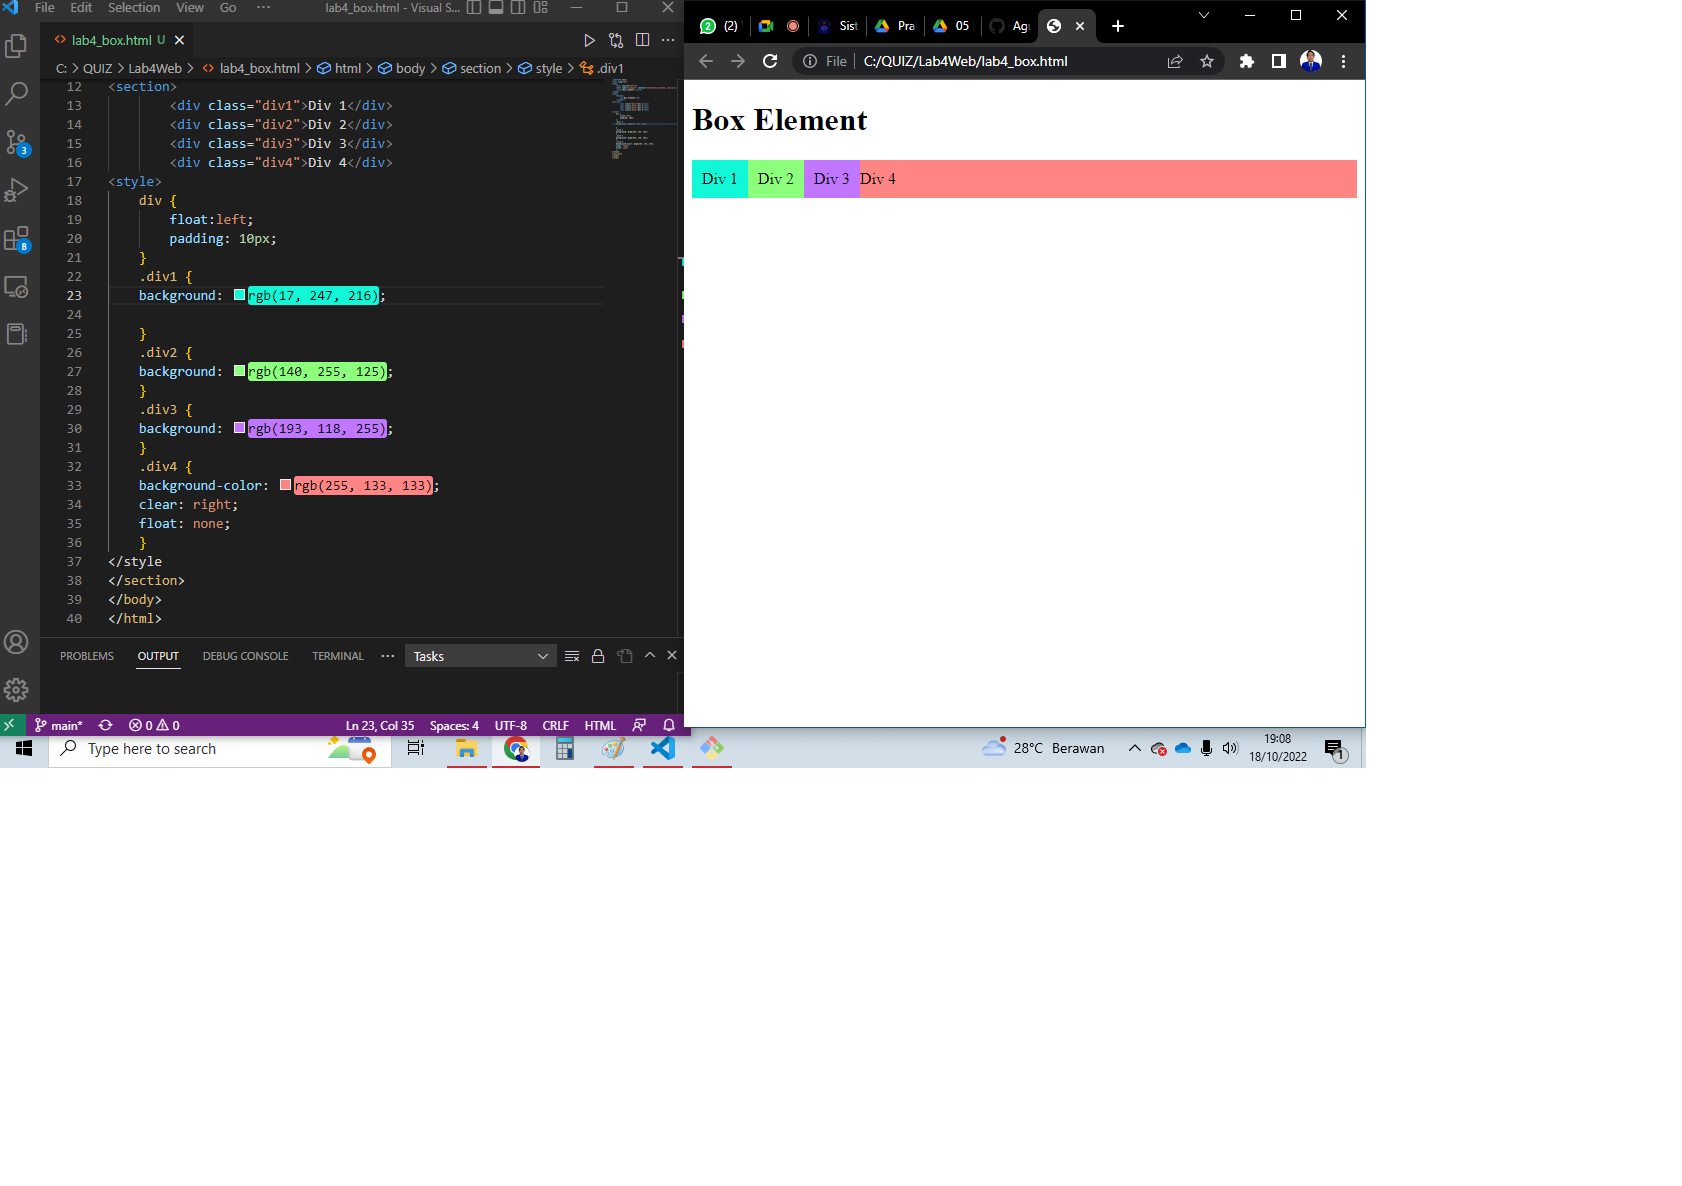 File Edit Selection View Go ··· lab4_box.html - Visual S...
lab4_box.html U
C: > QUIZ > Lab4Web > lab4_box.html > html > body > section > style > .div1
12 <section>
13 <div class="div1">Div 1</div>
14 <div class="div2">Div 2</div>
15 <div class="div3">Div 3</div>
16 <div class="div4">Div 4</div>
17 <style>
18 div {
19 float:left;
20 padding: 10px;
21 }
22 .div1 {
23 background: rgb(17, 247, 216);
24
25 }
26 .div2 {
27 background: rgb(140, 255, 125);
28 }
29 .div3 {
30 background: rgb(193, 118, 255);
31 }
32 .div4 {
33 background-color: rgb(255, 133, 133);
34 clear: right;
35 float: none;
36 }
37 </style
38 </section>
39 </body>
40 </html>
3
8
PROBLEMS OUTPUT DEBUG CONSOLE TERMINAL ··· Tasks
main* 0 0 Ln 23, Col 35 Spaces: 4 UTF-8 CRLF HTML
2 (2) Sist Pra 05 Agu
File C:/QUIZ/Lab4Web/lab4_box.html
Box Element
Div 1 Div 2 Div 3 Div 4
Type here to search
28°C Berawan
19:08
18/10/2022
1